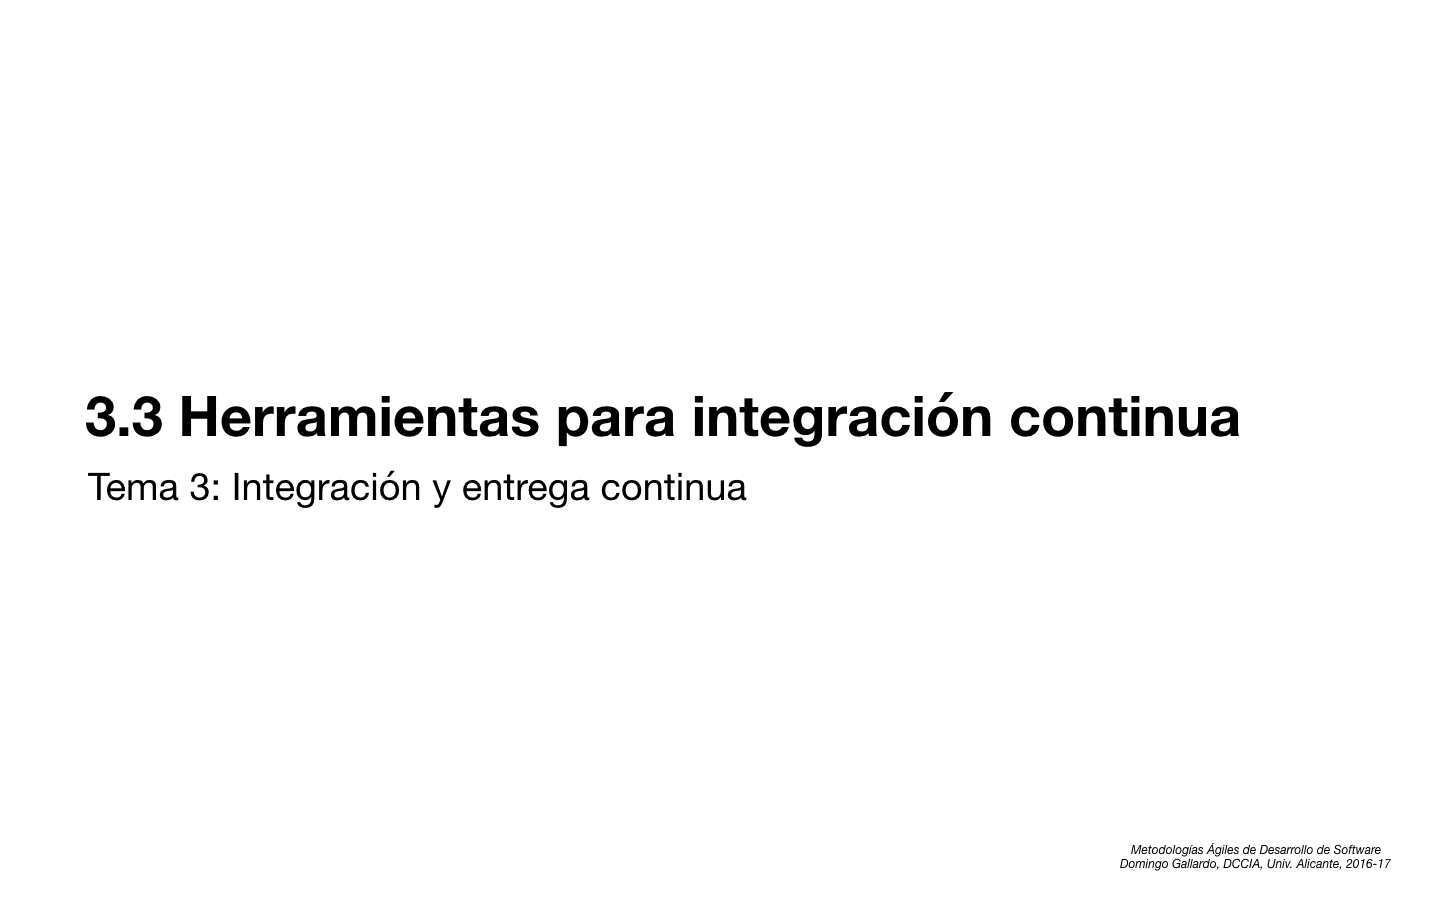 3.3 Herramientas para integración continua
Tema 3: Integración y entrega continua
Metodologías Ágiles de Desarrollo de Software
Domingo Gallardo, DCCIA, Univ. Alicante, 2016-17